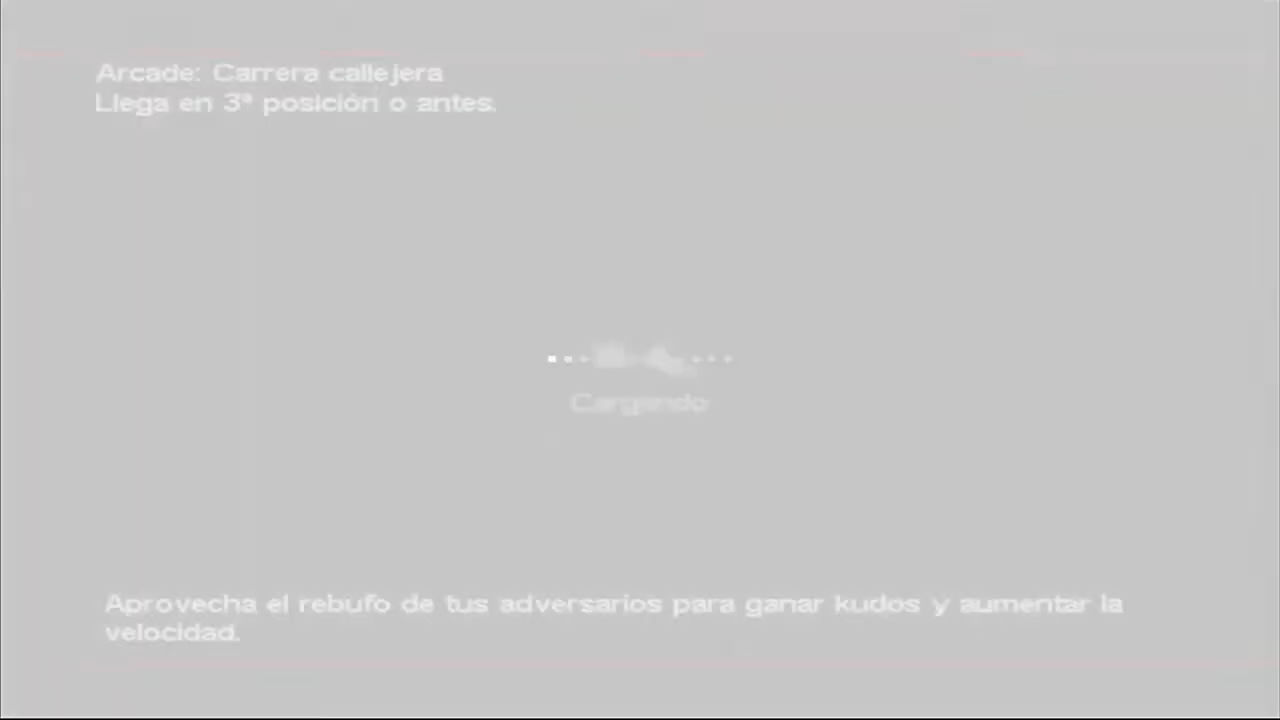 Arcade: Carrera callejera
Llega en 3ª posición o antes.
Cargando
Aprovecha el rebufo de tus adversarios para ganar kudos y aumentar la
velocidad.